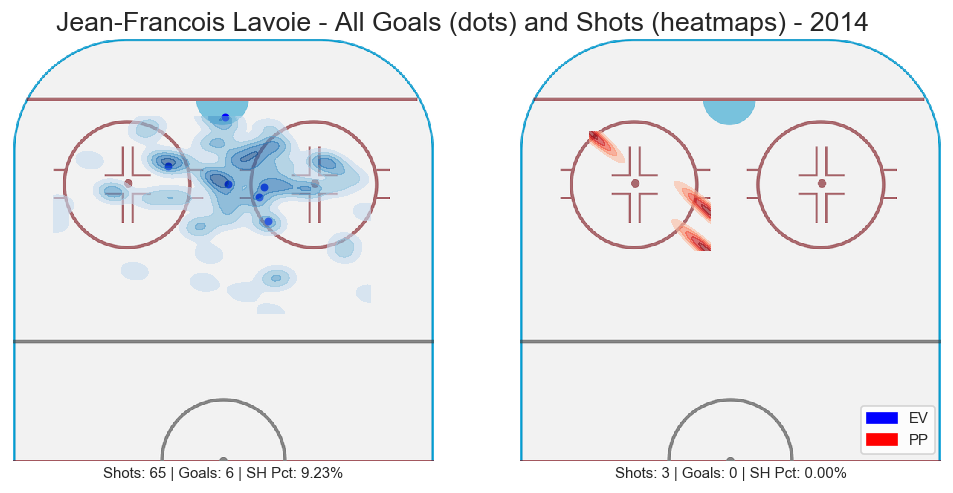 Jean-Francois Lavoie - All Goals (dots) and Shots (heatmaps) - 2014
EV
PP
Shots: 65 | Goals: 6 | SH Pct: 9.23%
Shots: 3 | Goals: 0 | SH Pct: 0.00%